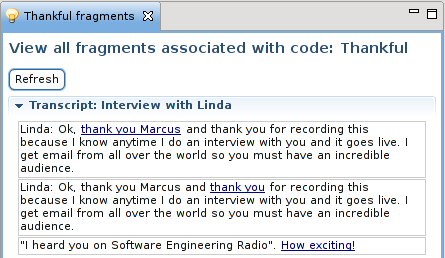 Thankful fragments
View all fragments associated with code: Thankful
Refresh
Transcript: Interview with Linda
Linda: Ok, thank you Marcus and thank you for recording this
because I know anytime I do an interview with you and it goes live. I
get email from all over the world so you must have an incredible
audience.
Linda: Ok, thank you Marcus and thank you for recording this
because I know anytime I do an interview with you and it goes live. I
get email from all over the world so you must have an incredible
audience.
"I heard you on Software Engineering Radio". How exciting!